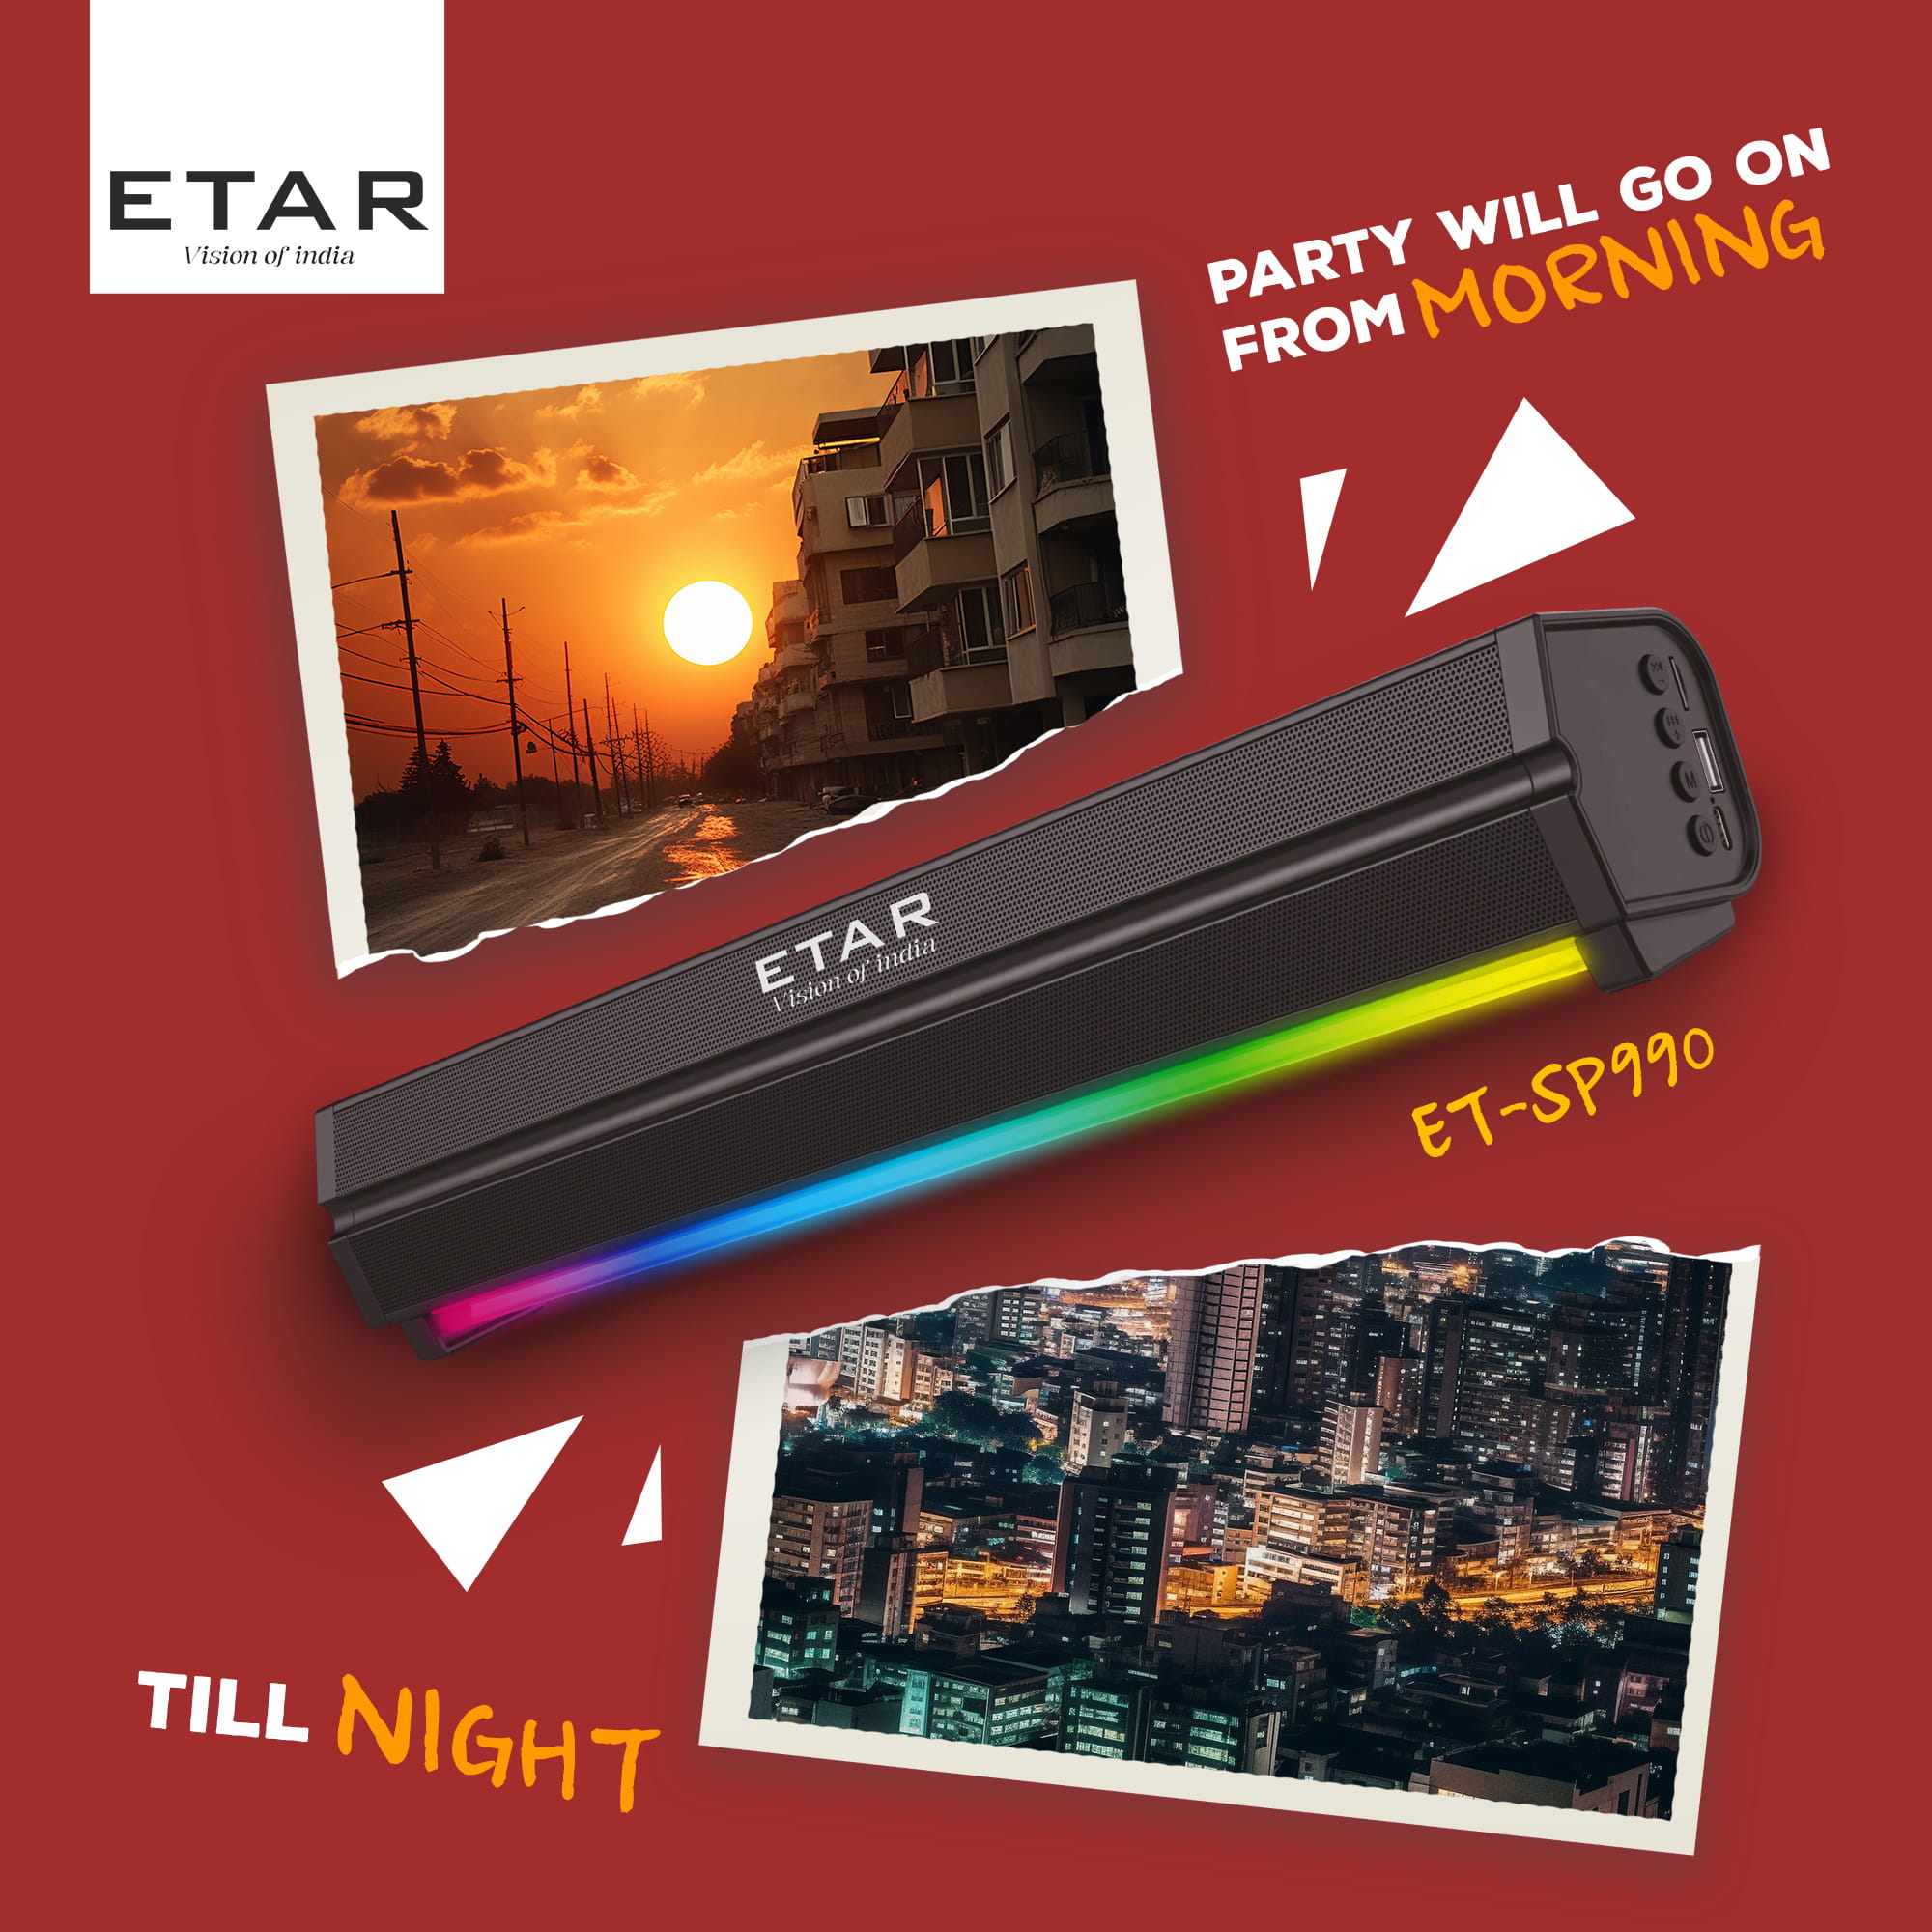 ETAR
Vision of india
PARTY WILL GO ON
FROM MORNING
ETAR
Vision of india
M
ET-SP990
TILL NIGHT